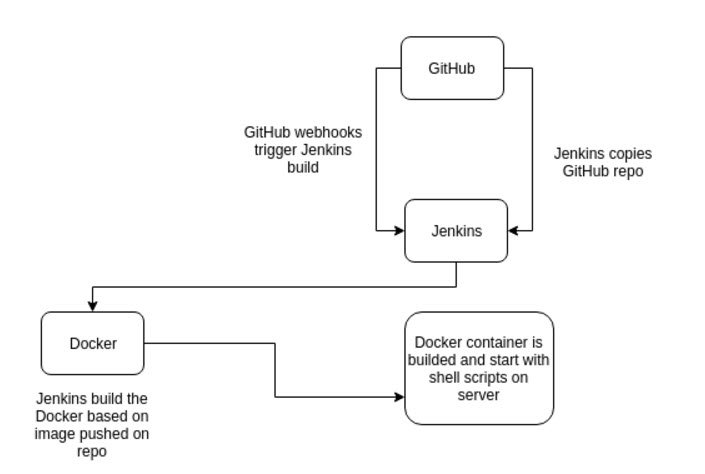 GitHub
GitHub webhooks
trigger Jenkins
build
Jenkins copies
GitHub repo
Jenkins
Docker
Jenkins build the
Docker based on
image pushed on
repo
Docker container is
builded and start with
shell scripts on
server